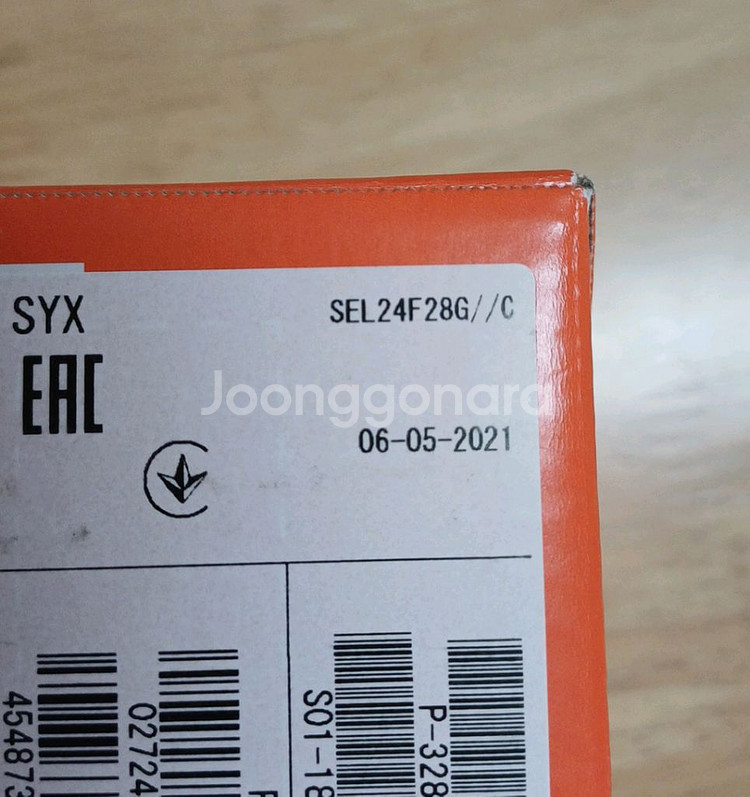 SYX
SEL24F28G//C
EAC
Joonggonara
06-05-2021
454873
02724
S01-18
P-328